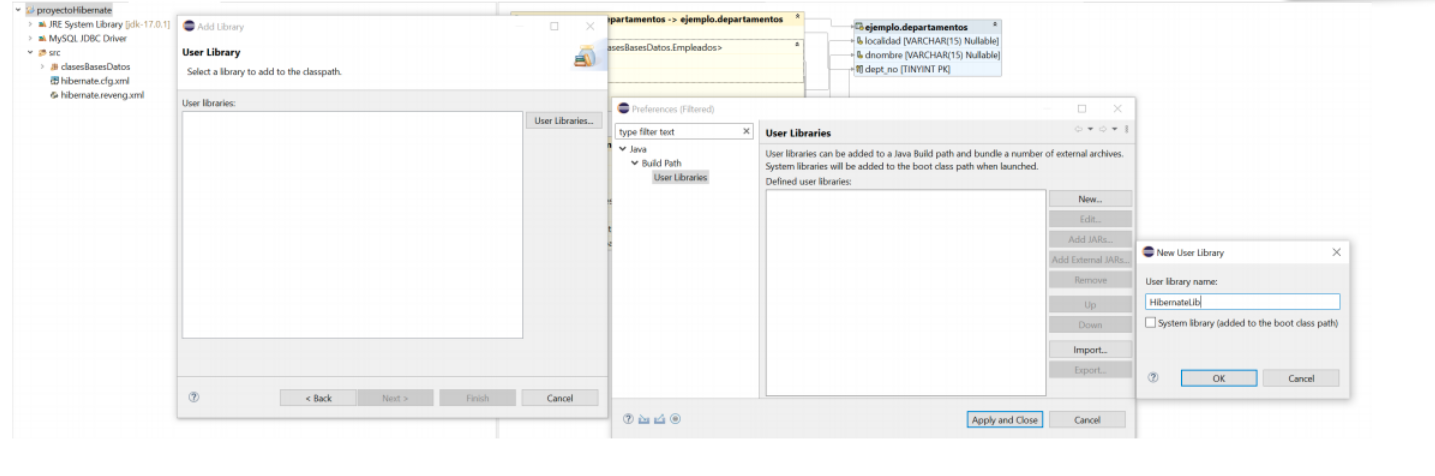 proyectoHibernate
JRE System Library [jdk-17.0.1]
MySQL JDBC Driver
src
clasesBasesDatos
hibernate.cfg.xml
hibernate.reveng.xml
Add Library
User Library
Select a library to add to the classpath.
User libraries:
User Libraries...
< Back
Next >
Finish
Cancel
epartamentos -> ejemplo.departamentos
asesBasesDatos.Empleados>
ejemplo.departamentos
localidad [VARCHAR(15) Nullable]
dnombre [VARCHAR(15) Nullable]
dept_no [TINYINT PK]
Preferences (Filtered)
type filter text
Java
Build Path
User Libraries
User Libraries
User libraries can be added to a Java Build path and bundle a number of external archives.
System libraries will be added to the boot class path when launched.
Defined user libraries:
New...
Edit...
Add JARs...
Add External JARs...
Remove
Up
Down
Import...
Export...
Apply and Close
Cancel
New User Library
User library name:
HibernateLib
System library (added to the boot class path)
OK
Cancel